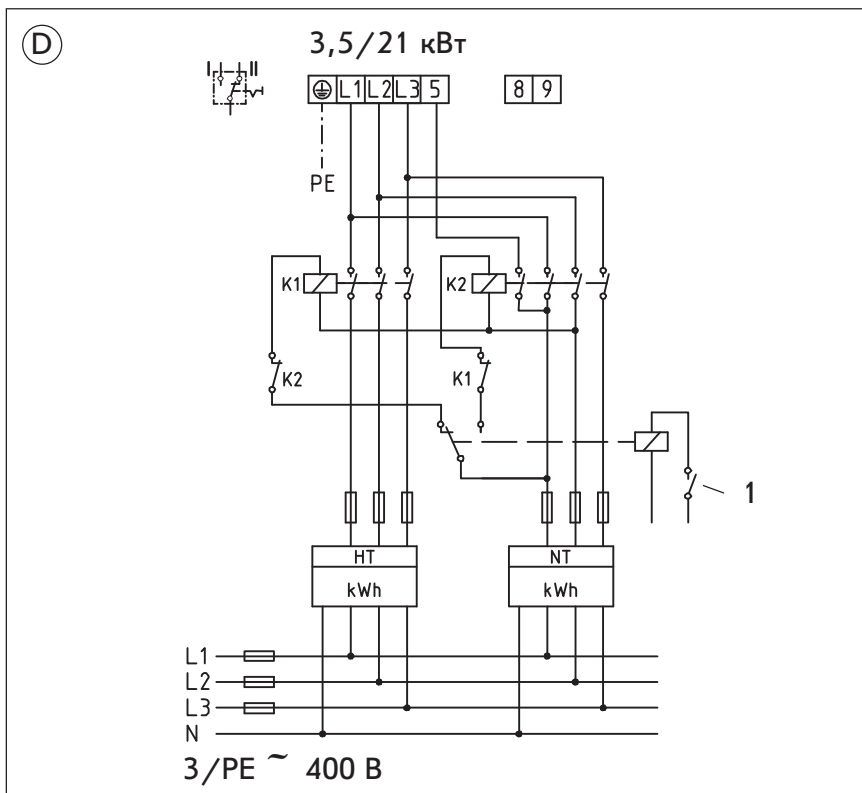 D
3,5/21 кВт
I II
L1 L2 L3 5 8 9
PE
K1 K2
K2 K1
1
HT NT
kWh kWh
L1
L2
L3
N
3/PE ~ 400 В